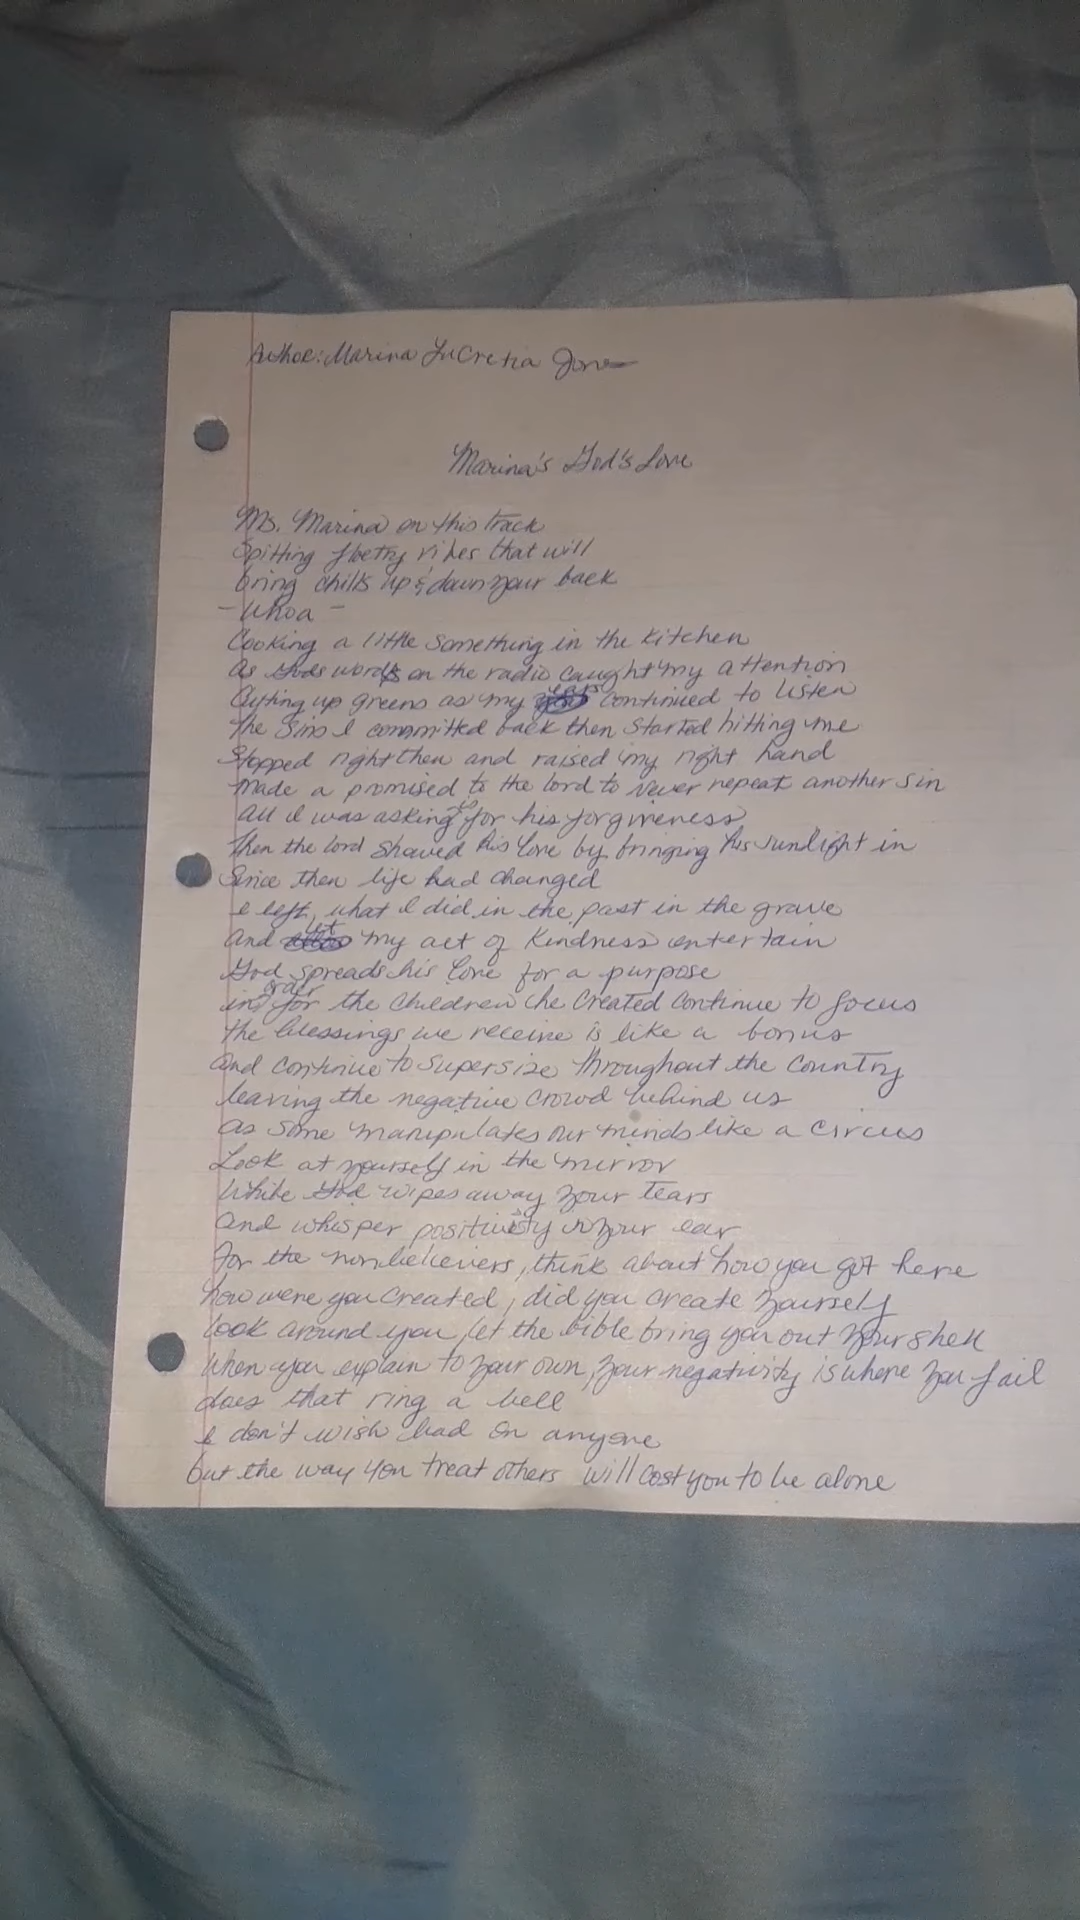 Author: Marina LuCretia Jones
Marina's God's Love
Ms. Marina on this track
Spitting floetry vibes that will
bring chills up & down your back
- Whoa -
Cooking a little something in the kitchen
as Gods words on the radio caught my attention
Cutting up greens as my ears continued to listen
the sins I committed back then started hitting me
Stopped right then and raised my right hand
made a promised to the lord to never repeat another sin
all I was asking for his forgiveness
Then the lord shaved his love by bringing his sunlight in
Since then life had changed
I left, what I did in the past in the grave
and let my act of kindness entertain
God spreads his love for a purpose
in order for the children he created continue to focus
the blessings we receive is like a bonus
and continue to supersize throughout the country
leaving the negative crowd behind us
as some manipulates our minds like a circus
Look at yourself in the mirror
While God wipes away your tears
and whisper positivity in your ear
for the nonbelievers, think about how you got here
how were you created, did you create yourself
look around you, let the bible bring you out your shell
When you explain to your own, your negativity is where you fail
does that ring a bell
I don't wish bad on anyone
but the way you treat others will cost you to be alone